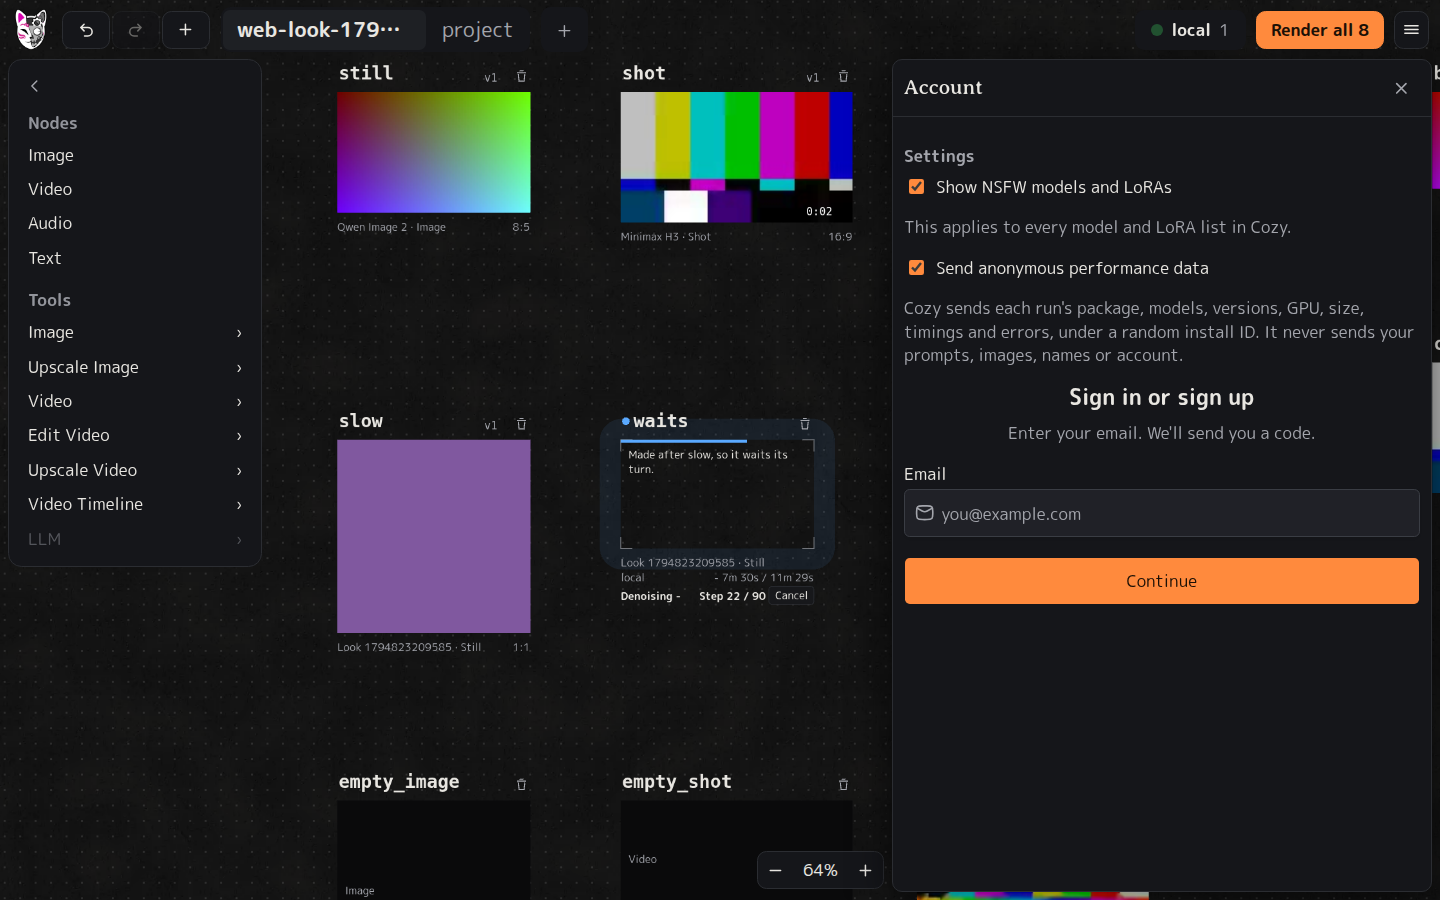 web-look-179···
project
local 1
Render all 8
Nodes
Image
Video
Audio
Text
Tools
Image
Upscale Image
Video
Edit Video
Upscale Video
Video Timeline
LLM
still
v1
Qwen Image 2 · Image
8:5
shot
v1
0:02
Minimax H3 · Shot
16:9
slow
v1
Look 1794823209585 · Still
1:1
waits
Made after slow, so it waits its
turn.
Look 1794823209585 · Still
local
- 7m 30s / 11m 29s
Denoising -
Step 22 / 90
Cancel
empty_image
Image
empty_shot
Video
64%
Account
Settings
Show NSFW models and LoRAs
This applies to every model and LoRA list in Cozy.
Send anonymous performance data
Cozy sends each run's package, models, versions, GPU, size,
timings and errors, under a random install ID. It never sends your
prompts, images, names or account.
Sign in or sign up
Enter your email. We'll send you a code.
Email
you@example.com
Continue